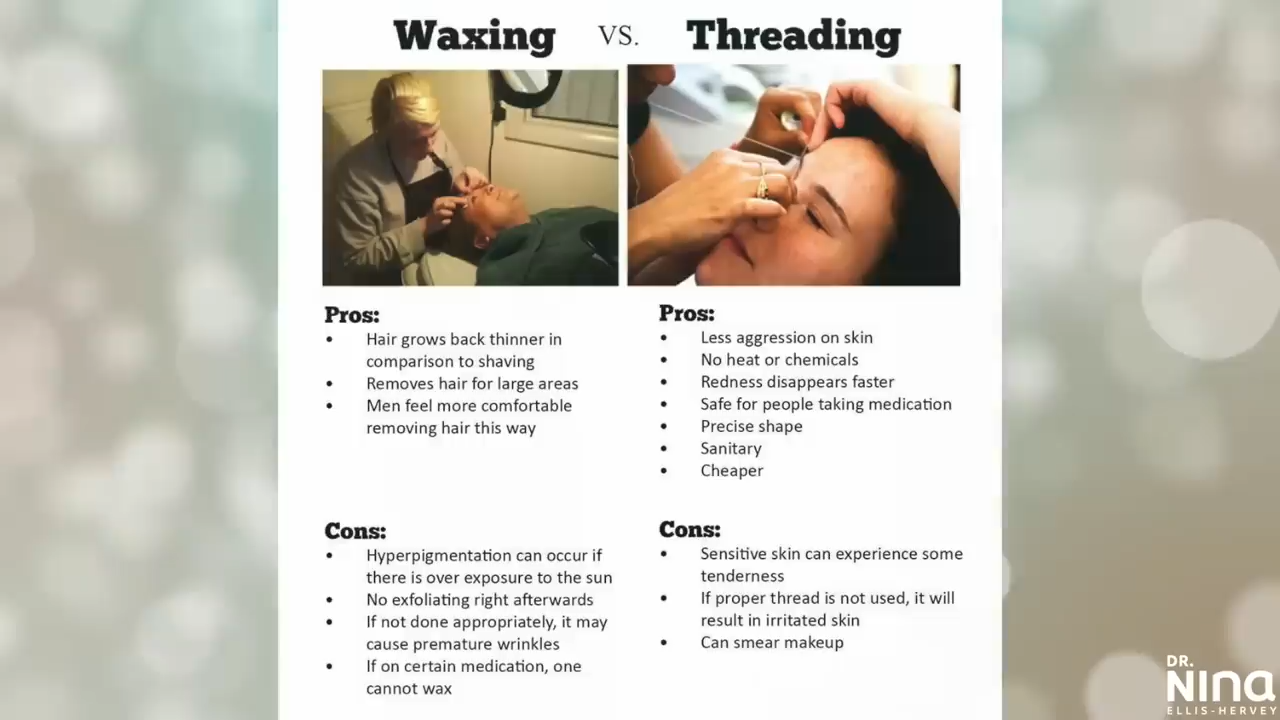 Waxing VS. Threading
Pros:
• Hair grows back thinner in
comparison to shaving
• Removes hair for large areas
• Men feel more comfortable
removing hair this way
Cons:
• Hyperpigmentation can occur if
there is over exposure to the sun
• No exfoliating right afterwards
• If not done appropriately, it may
cause premature wrinkles
• If on certain medication, one
cannot wax
Pros:
• Less aggression on skin
• No heat or chemicals
• Redness disappears faster
• Safe for people taking medication
• Precise shape
• Sanitary
• Cheaper
Cons:
• Sensitive skin can experience some
tenderness
• If proper thread is not used, it will
result in irritated skin
• Can smear makeup
DR.
Nina
ELLIS-HERVEY